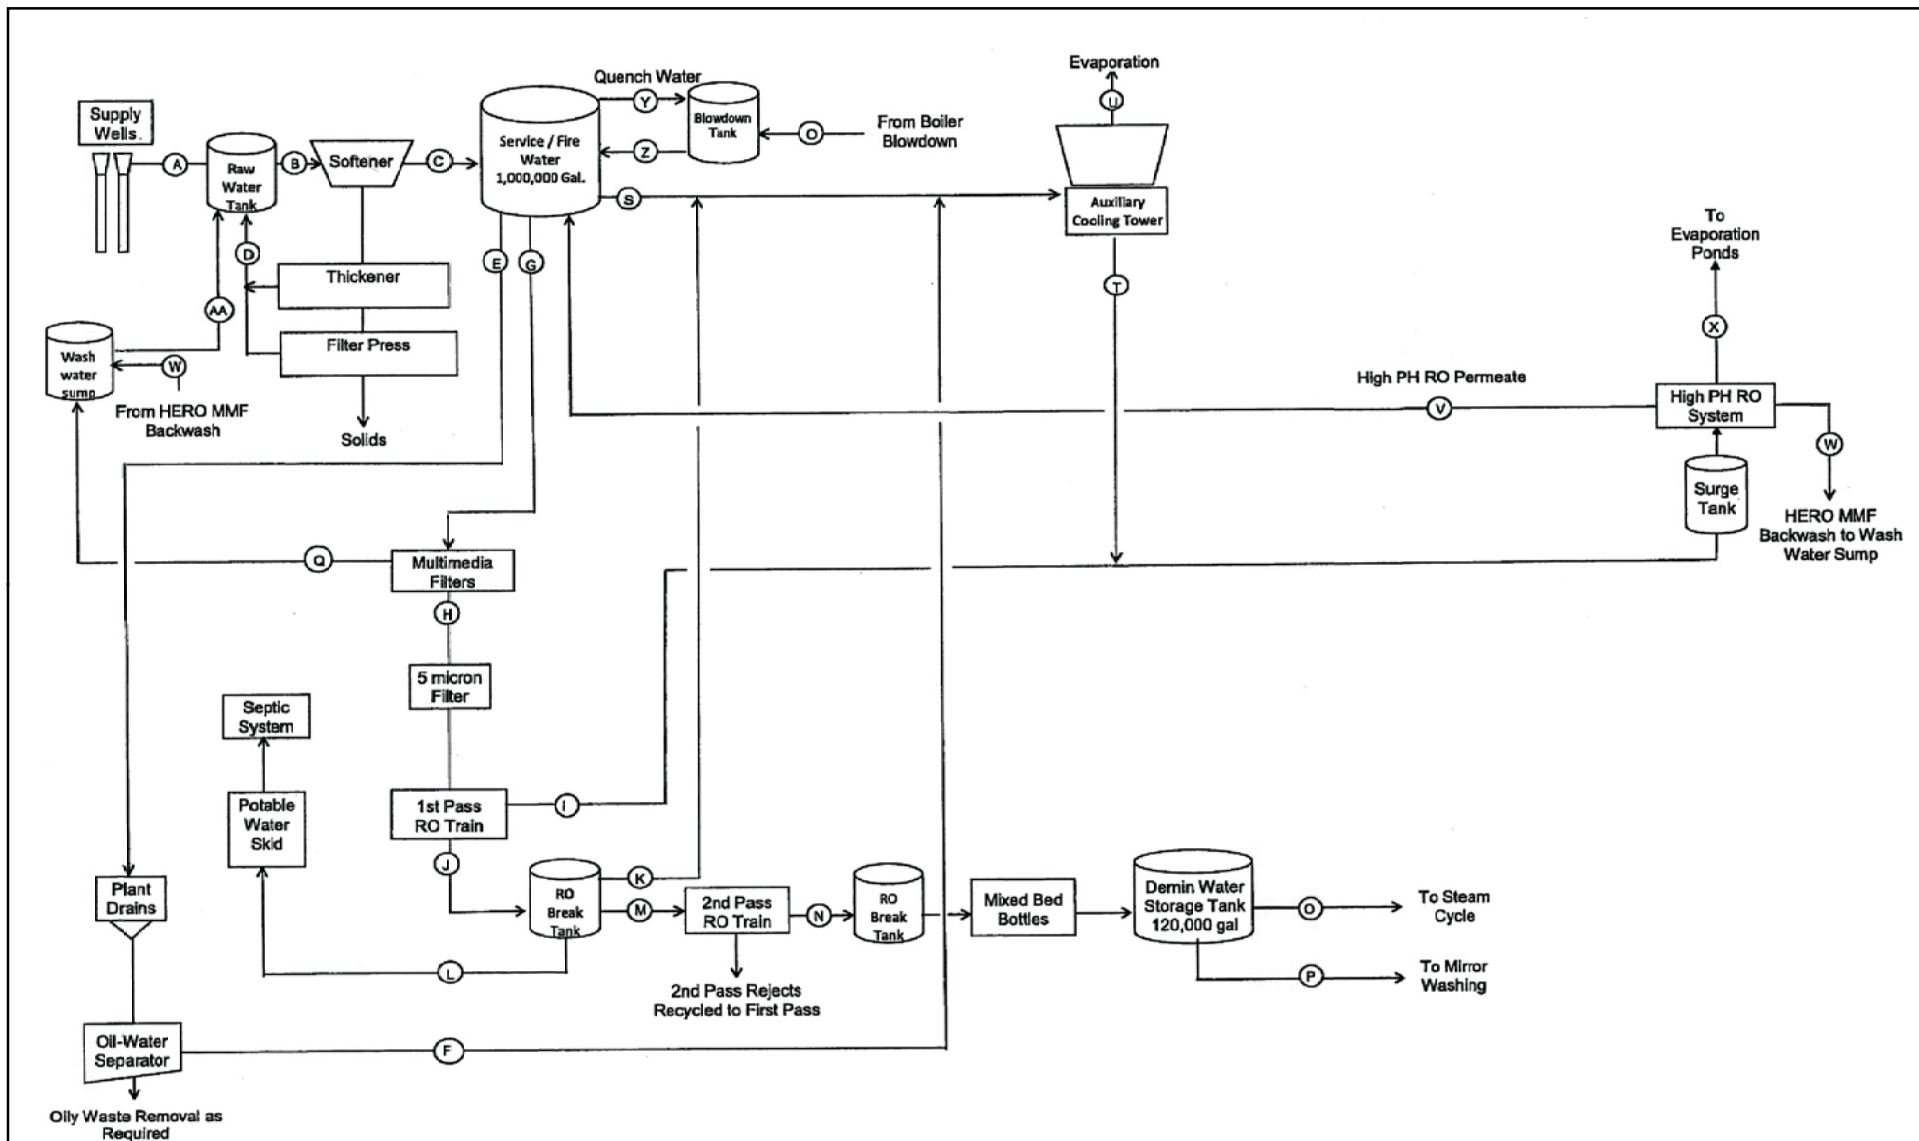 Evaporation
U
Quench Water
Y
Blowdown
Tank
O
From Boiler
Blowdown
Z
Supply
Wells.
A
Raw
Water
Tank
B
Softener
C
Service / Fire
Water
1,000,000 Gal.
S
Auxiliary
Cooling Tower
To
Evaporation
Ponds
D
E
G
T
Thickener
AA
X
Filter Press
Wash
water
sump
W
From HERO MMF
Backwash
Solids
High PH RO Permeate
V
High PH RO
System
W
Surge
Tank
HERO MMF
Backwash to Wash
Water Sump
Q
Multimedia
Filters
H
5 micron
Filter
Septic
System
Potable
Water
Skid
1st Pass
RO Train
I
J
RO
Break
Tank
K
M
2nd Pass
RO Train
N
RO
Break
Tank
Mixed Bed
Bottles
Demin Water
Storage Tank
120,000 gal
O
To Steam
Cycle
P
To Mirror
Washing
L
2nd Pass Rejects
Recycled to First Pass
Plant
Drains
Oil-Water
Separator
F
Oily Waste Removal as
Required